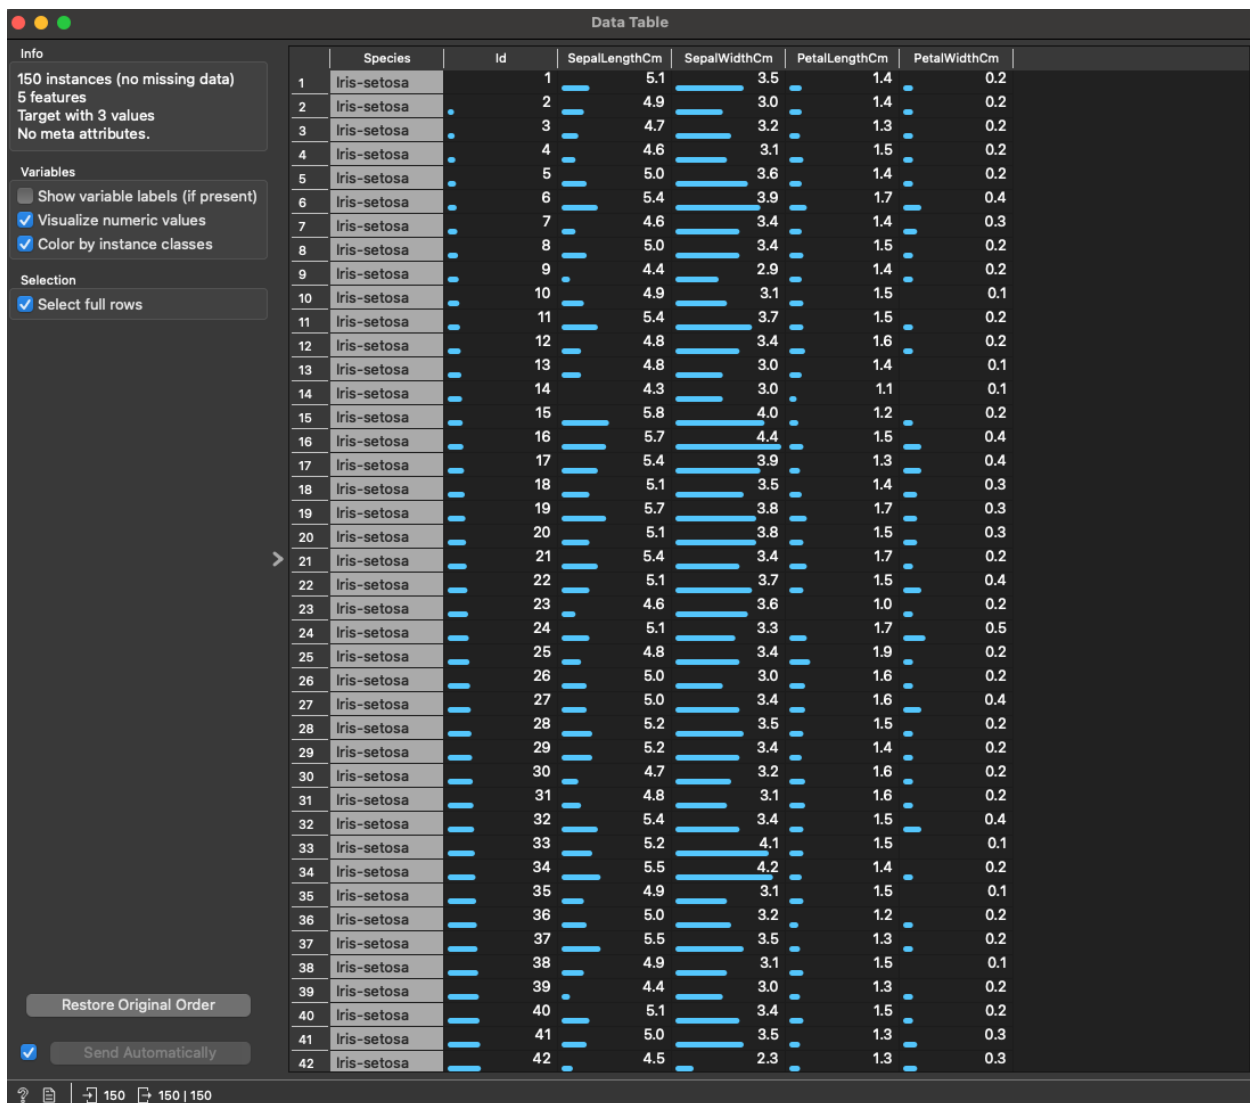 Data Table
Info
150 instances (no missing data)
5 features
Target with 3 values
No meta attributes.
Variables
Show variable labels (if present)
Visualize numeric values
Color by instance classes
Selection
Select full rows
Restore Original Order
Send Automatically
Species Id SepalLengthCm SepalWidthCm PetalLengthCm PetalWidthCm
1 Iris-setosa 1 5.1 3.5 1.4 0.2
2 Iris-setosa 2 4.9 3.0 1.4 0.2
3 Iris-setosa 3 4.7 3.2 1.3 0.2
4 Iris-setosa 4 4.6 3.1 1.5 0.2
5 Iris-setosa 5 5.0 3.6 1.4 0.2
6 Iris-setosa 6 5.4 3.9 1.7 0.4
7 Iris-setosa 7 4.6 3.4 1.4 0.3
8 Iris-setosa 8 5.0 3.4 1.5 0.2
9 Iris-setosa 9 4.4 2.9 1.4 0.2
10 Iris-setosa 10 4.9 3.1 1.5 0.1
11 Iris-setosa 11 5.4 3.7 1.5 0.2
12 Iris-setosa 12 4.8 3.4 1.6 0.2
13 Iris-setosa 13 4.8 3.0 1.4 0.1
14 Iris-setosa 14 4.3 3.0 1.1 0.1
15 Iris-setosa 15 5.8 4.0 1.2 0.2
16 Iris-setosa 16 5.7 4.4 1.5 0.4
17 Iris-setosa 17 5.4 3.9 1.3 0.4
18 Iris-setosa 18 5.1 3.5 1.4 0.3
19 Iris-setosa 19 5.7 3.8 1.7 0.3
20 Iris-setosa 20 5.1 3.8 1.5 0.3
21 Iris-setosa 21 5.4 3.4 1.7 0.2
22 Iris-setosa 22 5.1 3.7 1.5 0.4
23 Iris-setosa 23 4.6 3.6 1.0 0.2
24 Iris-setosa 24 5.1 3.3 1.7 0.5
25 Iris-setosa 25 4.8 3.4 1.9 0.2
26 Iris-setosa 26 5.0 3.0 1.6 0.2
27 Iris-setosa 27 5.0 3.4 1.6 0.4
28 Iris-setosa 28 5.2 3.5 1.5 0.2
29 Iris-setosa 29 5.2 3.4 1.4 0.2
30 Iris-setosa 30 4.7 3.2 1.6 0.2
31 Iris-setosa 31 4.8 3.1 1.6 0.2
32 Iris-setosa 32 5.4 3.4 1.5 0.4
33 Iris-setosa 33 5.2 4.1 1.5 0.1
34 Iris-setosa 34 5.5 4.2 1.4 0.2
35 Iris-setosa 35 4.9 3.1 1.5 0.1
36 Iris-setosa 36 5.0 3.2 1.2 0.2
37 Iris-setosa 37 5.5 3.5 1.3 0.2
38 Iris-setosa 38 4.9 3.1 1.5 0.1
39 Iris-setosa 39 4.4 3.0 1.3 0.2
40 Iris-setosa 40 5.1 3.4 1.5 0.2
41 Iris-setosa 41 5.0 3.5 1.3 0.3
42 Iris-setosa 42 4.5 2.3 1.3 0.3
? 150 150 | 150